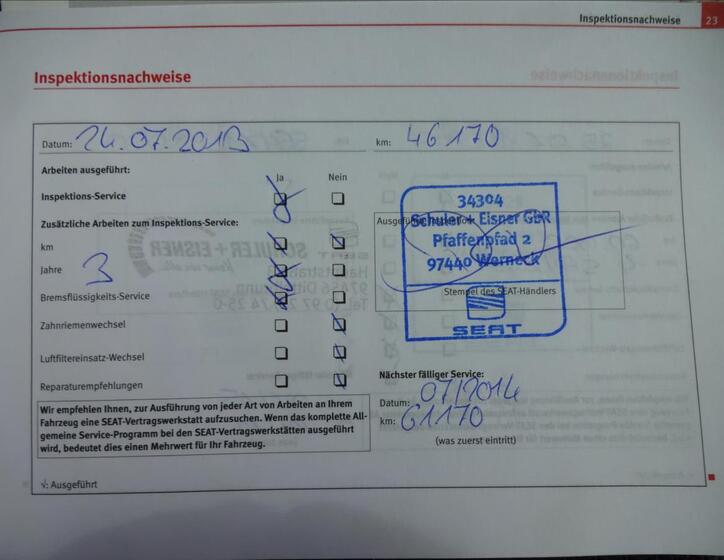 Inspektionsnachweise 23
Inspektionsnachweise
Datum: 24.07.2013 km: 46170
Arbeiten ausgeführt: Ja Nein
Inspektions-Service
Zusätzliche Arbeiten zum Inspektions-Service:
km
Jahre 3
Bremsflüssigkeits-Service
Zahnriemenwechsel
Luftfiltereinsatz-Wechsel
Reparaturempfehlungen
34304
Schuler + Eisner GbR
Pfaffenpfad 2
97440 Werneck
Stempel des SEAT-Händlers
SEAT
Nächster fälliger Service:
Datum: 07/2014
km: 61170
(was zuerst eintritt)
Wir empfehlen Ihnen, zur Ausführung von jeder Art von Arbeiten an Ihrem
Fahrzeug eine SEAT-Vertragswerkstatt aufzusuchen. Wenn das komplette All-
gemeine Service-Programm bei den SEAT-Vertragswerkstätten ausgeführt
wird, bedeutet dies einen Mehrwert für Ihr Fahrzeug.
√: Ausgeführt